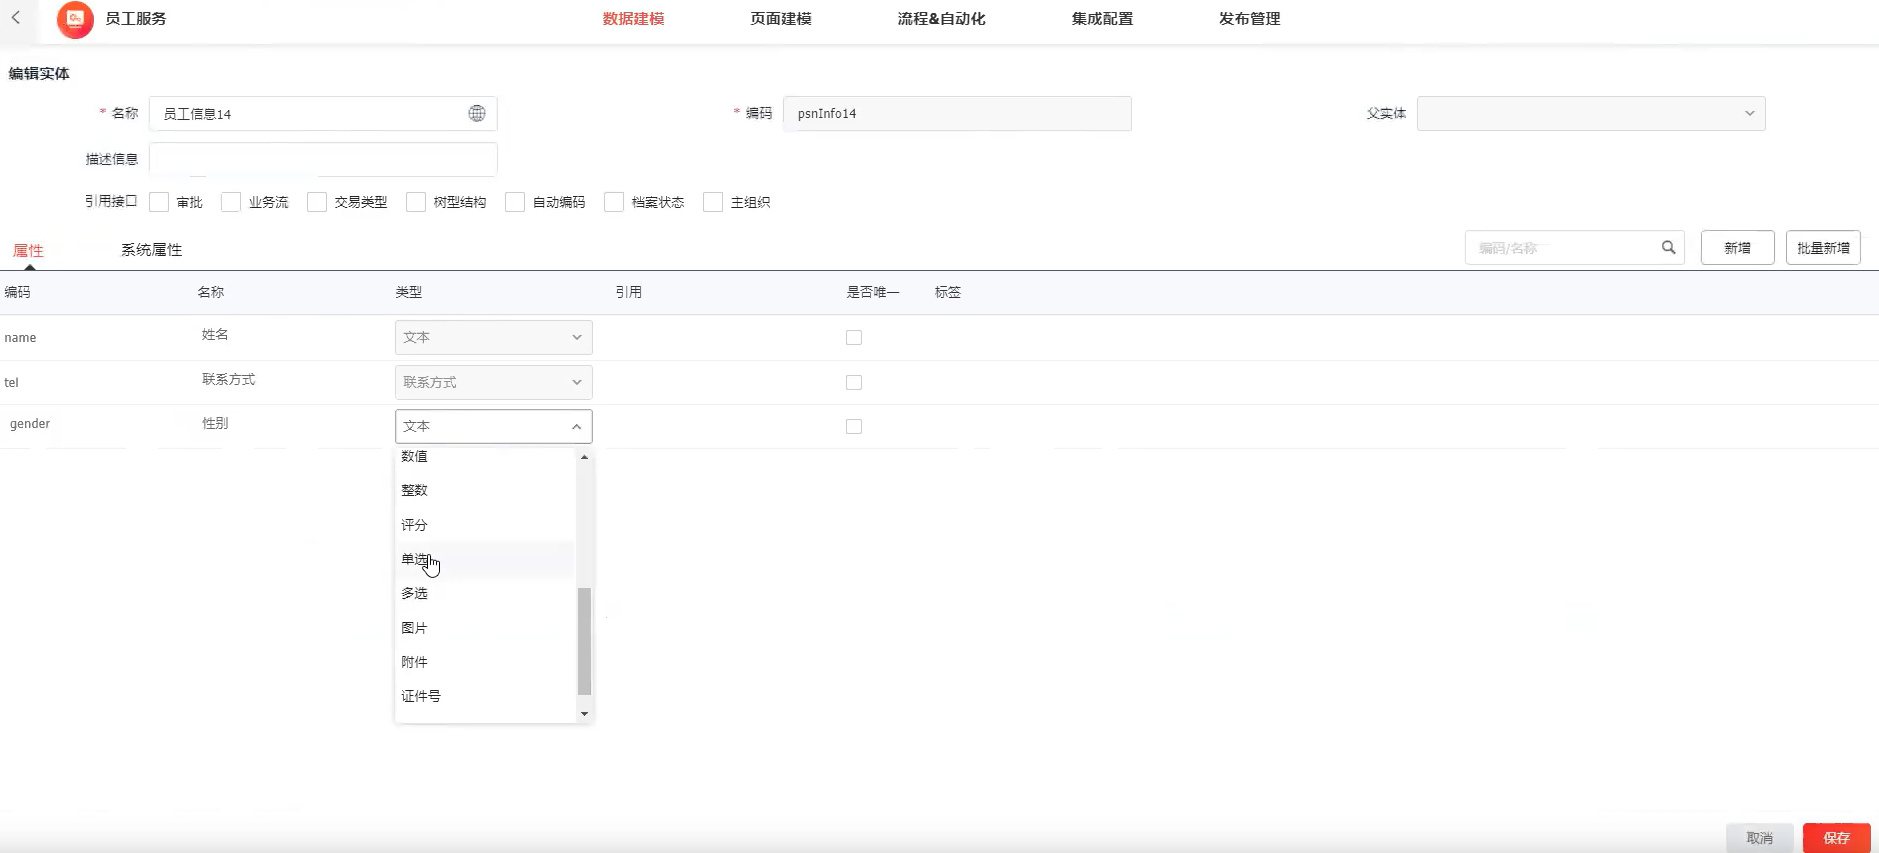 员工服务 数据建模 页面建模 流程&自动化 集成配置 发布管理
编辑实体
* 名称 员工信息14 * 编码 psnInfo14 父实体
描述信息
引用接口 审批 业务流 交易类型 树型结构 自动编码 档案状态 主组织
属性 系统属性 编码/名称 新增 批量新增
编码 名称 类型 引用 是否唯一 标签
name 姓名 文本
tel 联系方式 联系方式
gender 性别 文本
数值
整数
评分
单选
多选
图片
附件
证件号
取消 保存